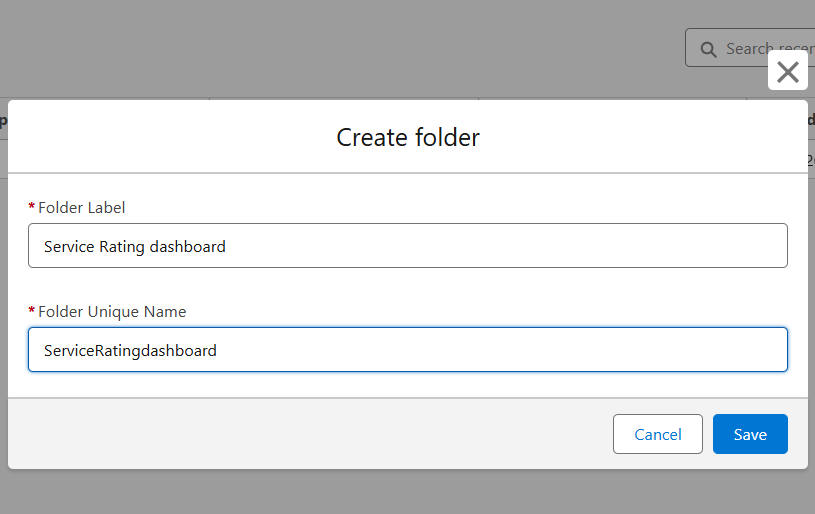 Search recen
Create folder
* Folder Label
Service Rating dashboard
* Folder Unique Name
ServiceRatingdashboard
Cancel
Save